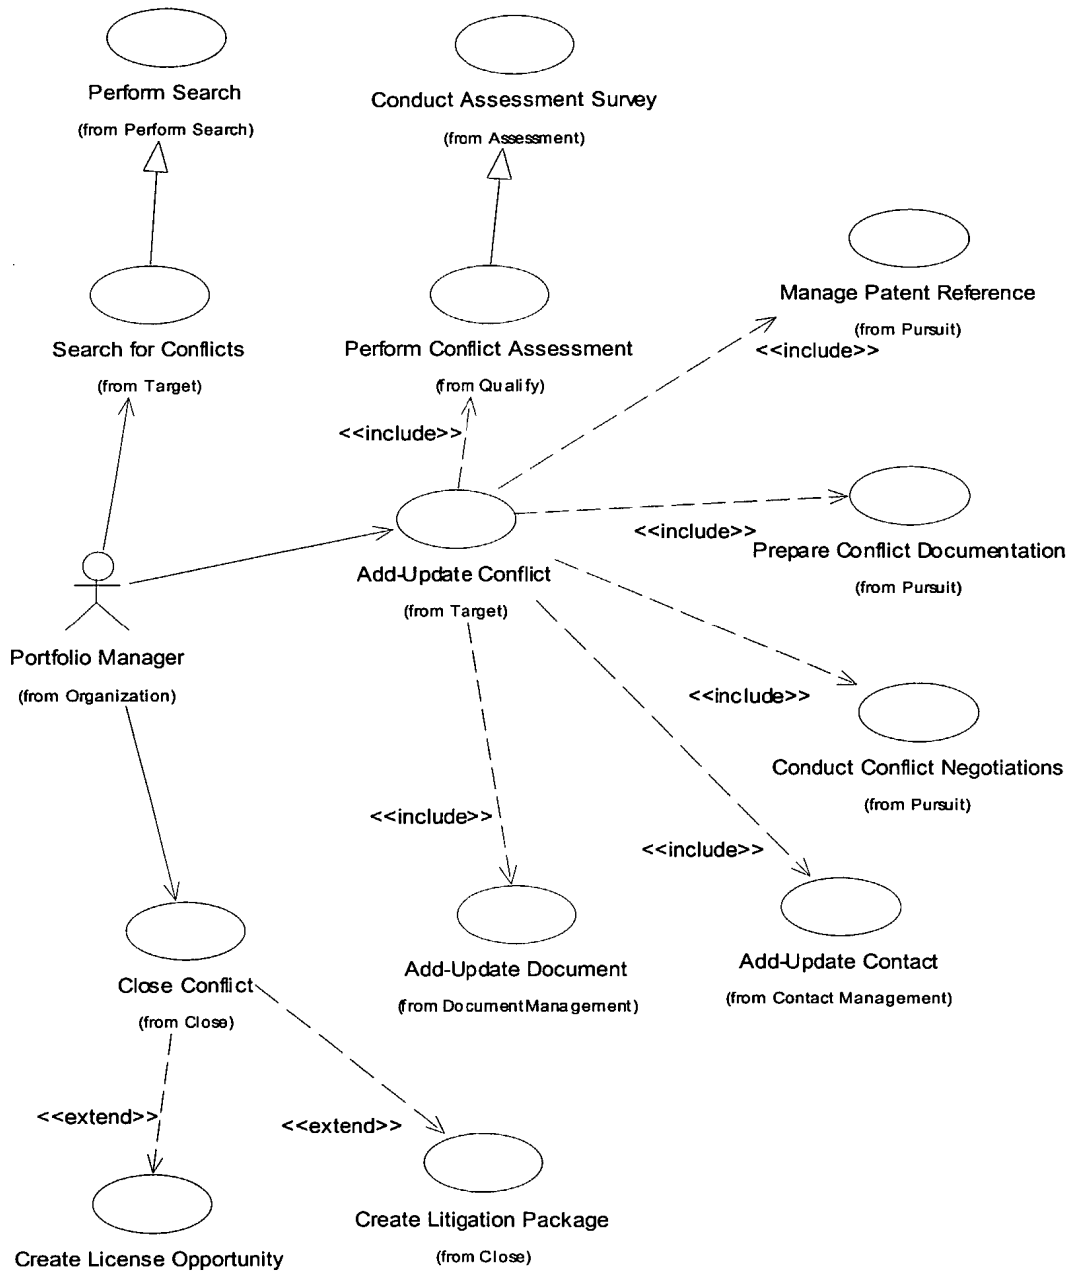 Perform Search
(from Perform Search)
Conduct Assessment Survey
(from Assessment)
Manage Patent Reference
(from Pursuit)
Search for Conflicts
(from Target)
Perform Conflict Assessment
(from Qualify)
<<include>>
<<include>>
<<include>>
Prepare Conflict Documentation
(from Pursuit)
Add-Update Conflict
(from Target)
Portfolio Manager
(from Organization)
<<include>>
Conduct Conflict Negotiations
(from Pursuit)
<<include>>
<<include>>
Add-Update Document
(from Document Management)
Add-Update Contact
(from Contact Management)
Close Conflict
(from Close)
<<extend>>
<<extend>>
Create Litigation Package
(from Close)
Create License Opportunity